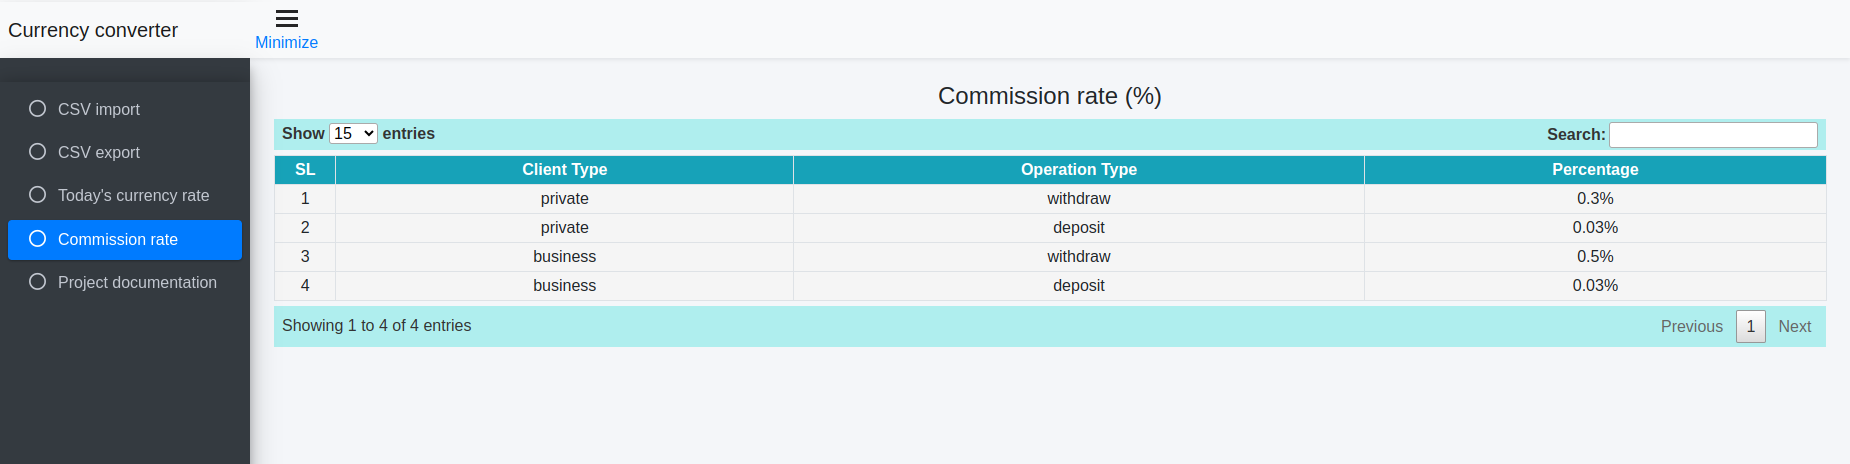 Currency converter
Minimize
CSV import
CSV export
Today's currency rate
Commission rate
Project documentation
Commission rate (%)
Show 15 entries Search:
SL Client Type Operation Type Percentage
1 private withdraw 0.3%
2 private deposit 0.03%
3 business withdraw 0.5%
4 business deposit 0.03%
Showing 1 to 4 of 4 entries Previous 1 Next